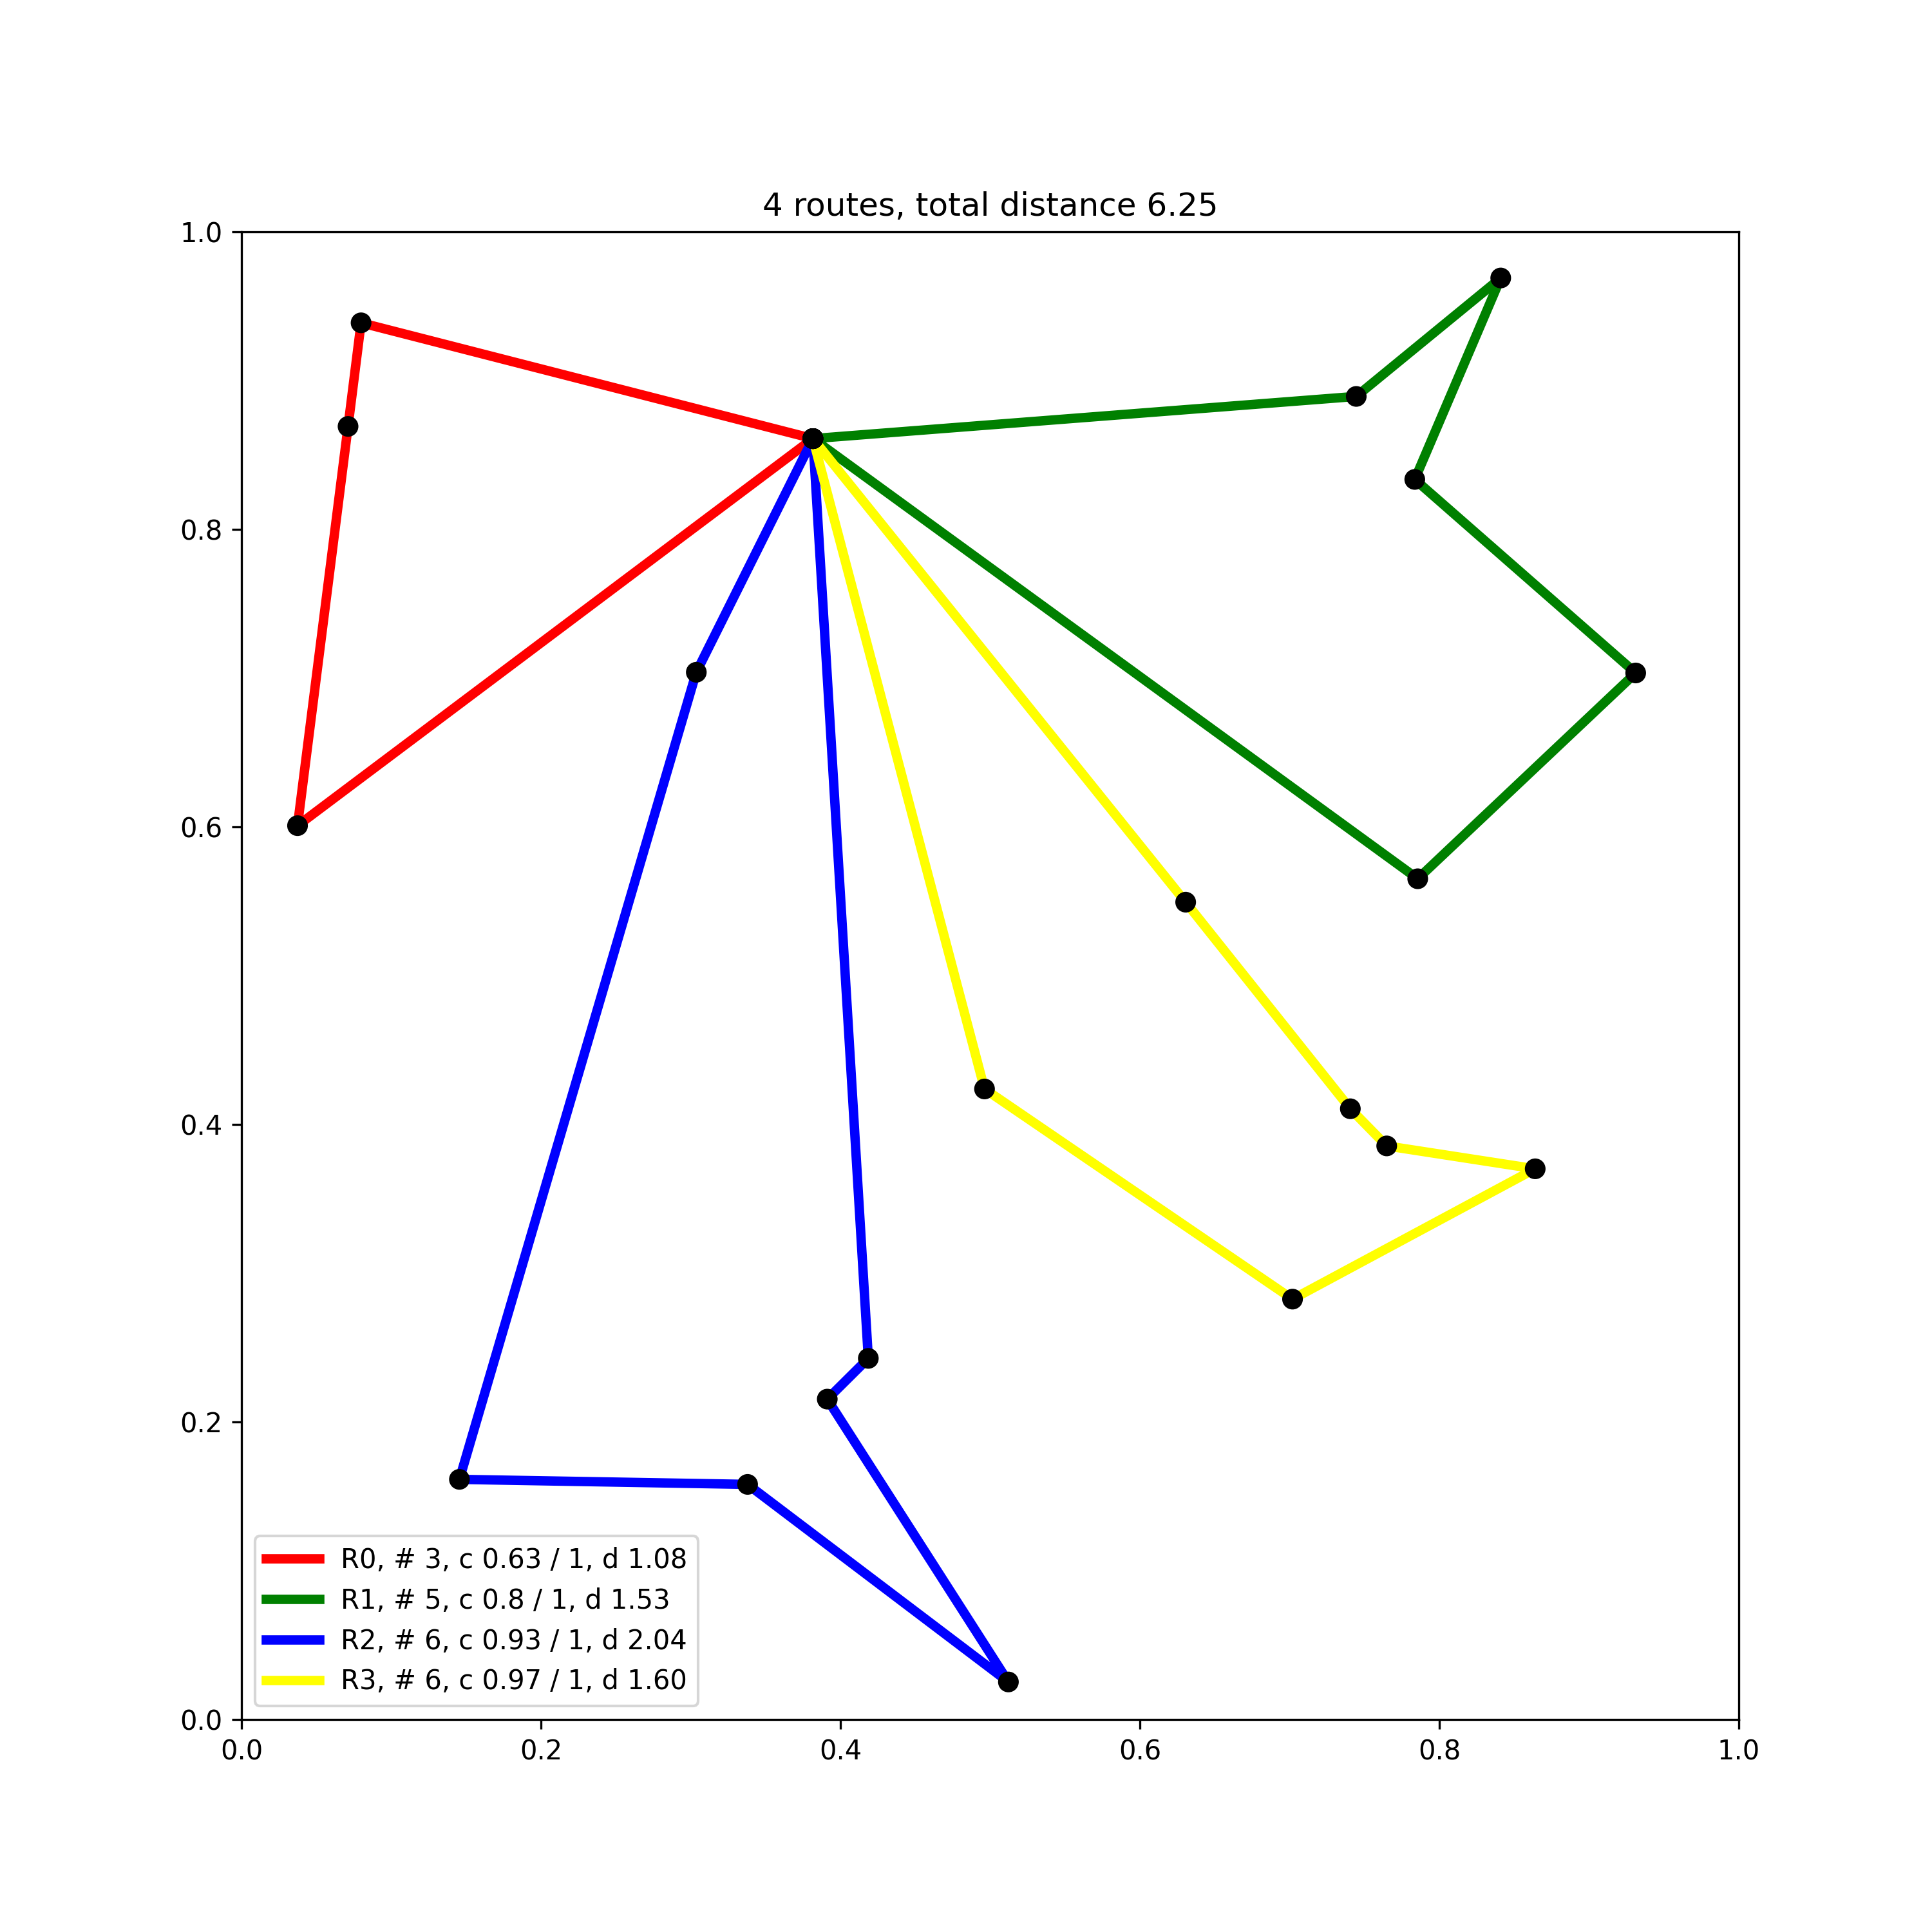 4 routes, total distance 6.25
1.0
0.8
0.6
0.4
0.2
0.0
R0, # 3, c 0.63 / 1, d 1.08
R1, # 5, c 0.8 / 1, d 1.53
R2, # 6, c 0.93 / 1, d 2.04
R3, # 6, c 0.97 / 1, d 1.60
0.0 0.2 0.4 0.6 0.8 1.0